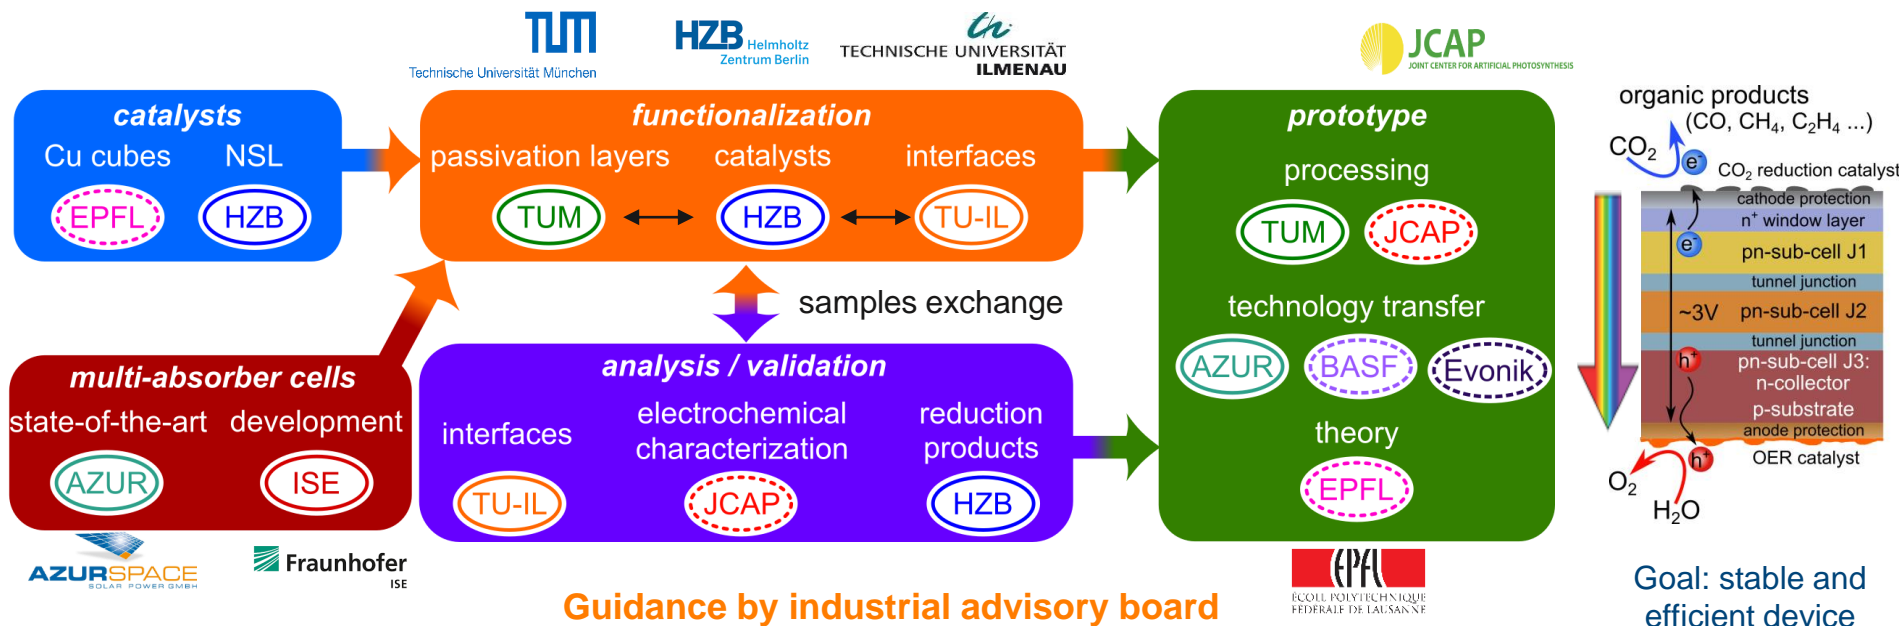 TUM
Technische Universität München
HZB Helmholtz
Zentrum Berlin
th
TECHNISCHE UNIVERSITÄT
ILMENAU
JCAP
JOINT CENTER FOR ARTIFICIAL PHOTOSYNTHESIS
catalysts
Cu cubes NSL
EPFL HZB
functionalization
passivation layers catalysts interfaces
TUM HZB TU-IL
samples exchange
multi-absorber cells
state-of-the-art development
AZUR ISE
analysis / validation
interfaces
electrochemical
characterization
reduction
products
TU-IL JCAP HZB
prototype
processing
TUM JCAP
technology transfer
AZUR BASF Evonik
theory
EPFL
organic products
(CO, CH₄, C₂H₄ ...)
CO₂
e⁻
CO₂ reduction catalyst
cathode protection
n⁺ window layer
e⁻
pn-sub-cell J1
tunnel junction
~3V pn-sub-cell J2
tunnel junction
h⁺ pn-sub-cell J3:
n-collector
p-substrate
anode protection
h⁺ OER catalyst
O₂
H₂O
AZURSPACE
SOLAR POWER GMBH
Fraunhofer
ISE
EPFL
ÉCOLE POLYTECHNIQUE
FÉDÉRALE DE LAUSANNE
Guidance by industrial advisory board
Goal: stable and
efficient device